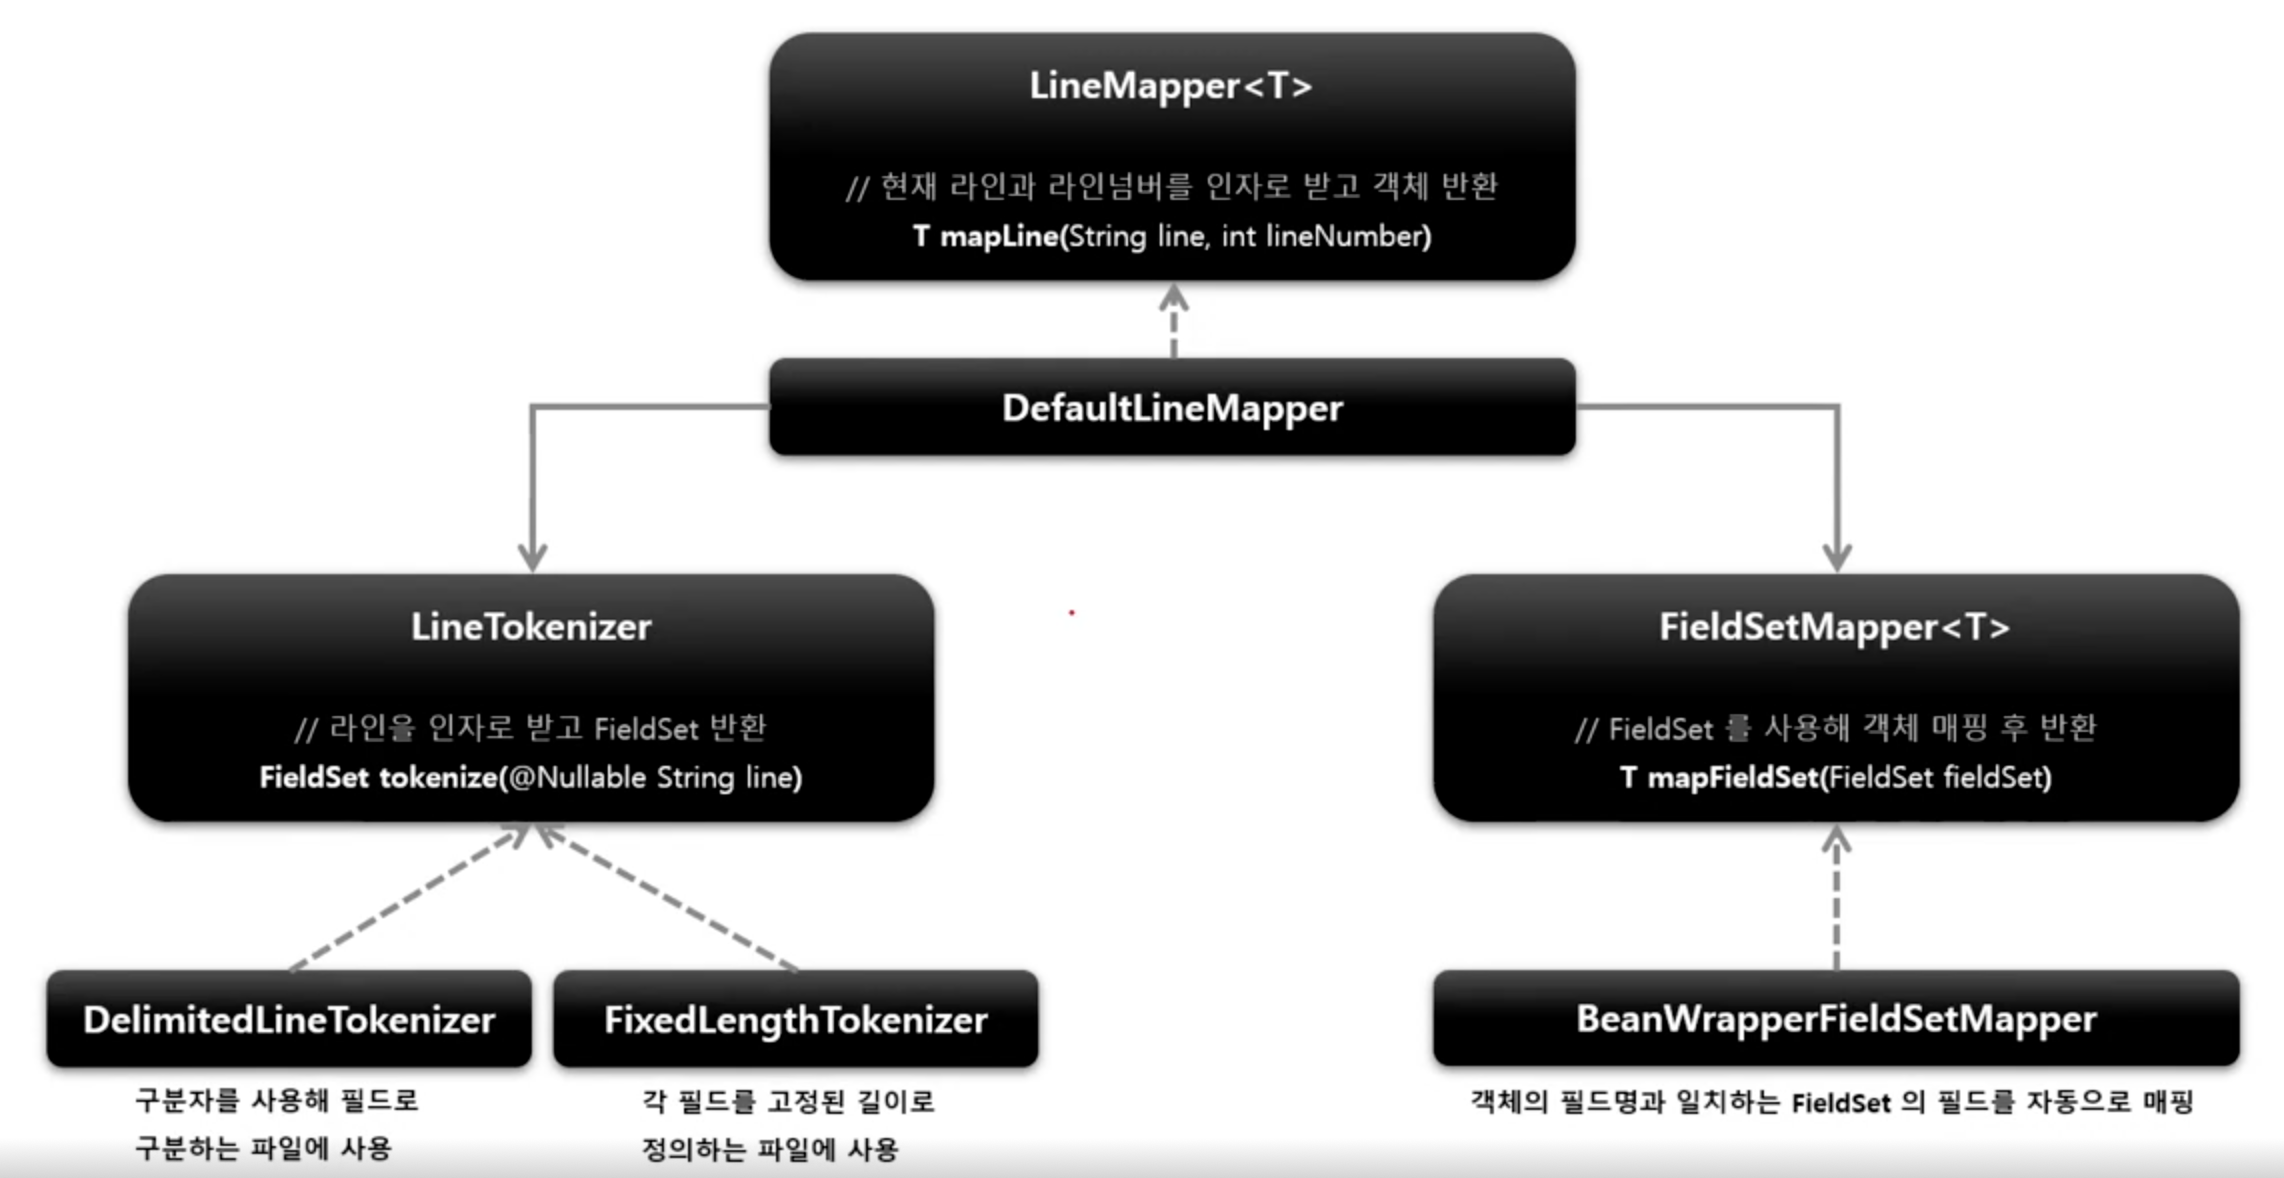 LineMapper<T>
// 현재 라인과 라인넘버를 인자로 받고 객체 반환
T mapLine(String line, int lineNumber)
DefaultLineMapper
LineTokenizer
// 라인을 인자로 받고 FieldSet 반환
FieldSet tokenize(@Nullable String line)
FieldSetMapper<T>
// FieldSet 를 사용해 객체 매핑 후 반환
T mapFieldSet(FieldSet fieldSet)
DelimitedLineTokenizer
구분자를 사용해 필드로
구분하는 파일에 사용
FixedLengthTokenizer
각 필드를 고정된 길이로
정의하는 파일에 사용
BeanWrapperFieldSetMapper
객체의 필드명과 일치하는 FieldSet 의 필드를 자동으로 매핑